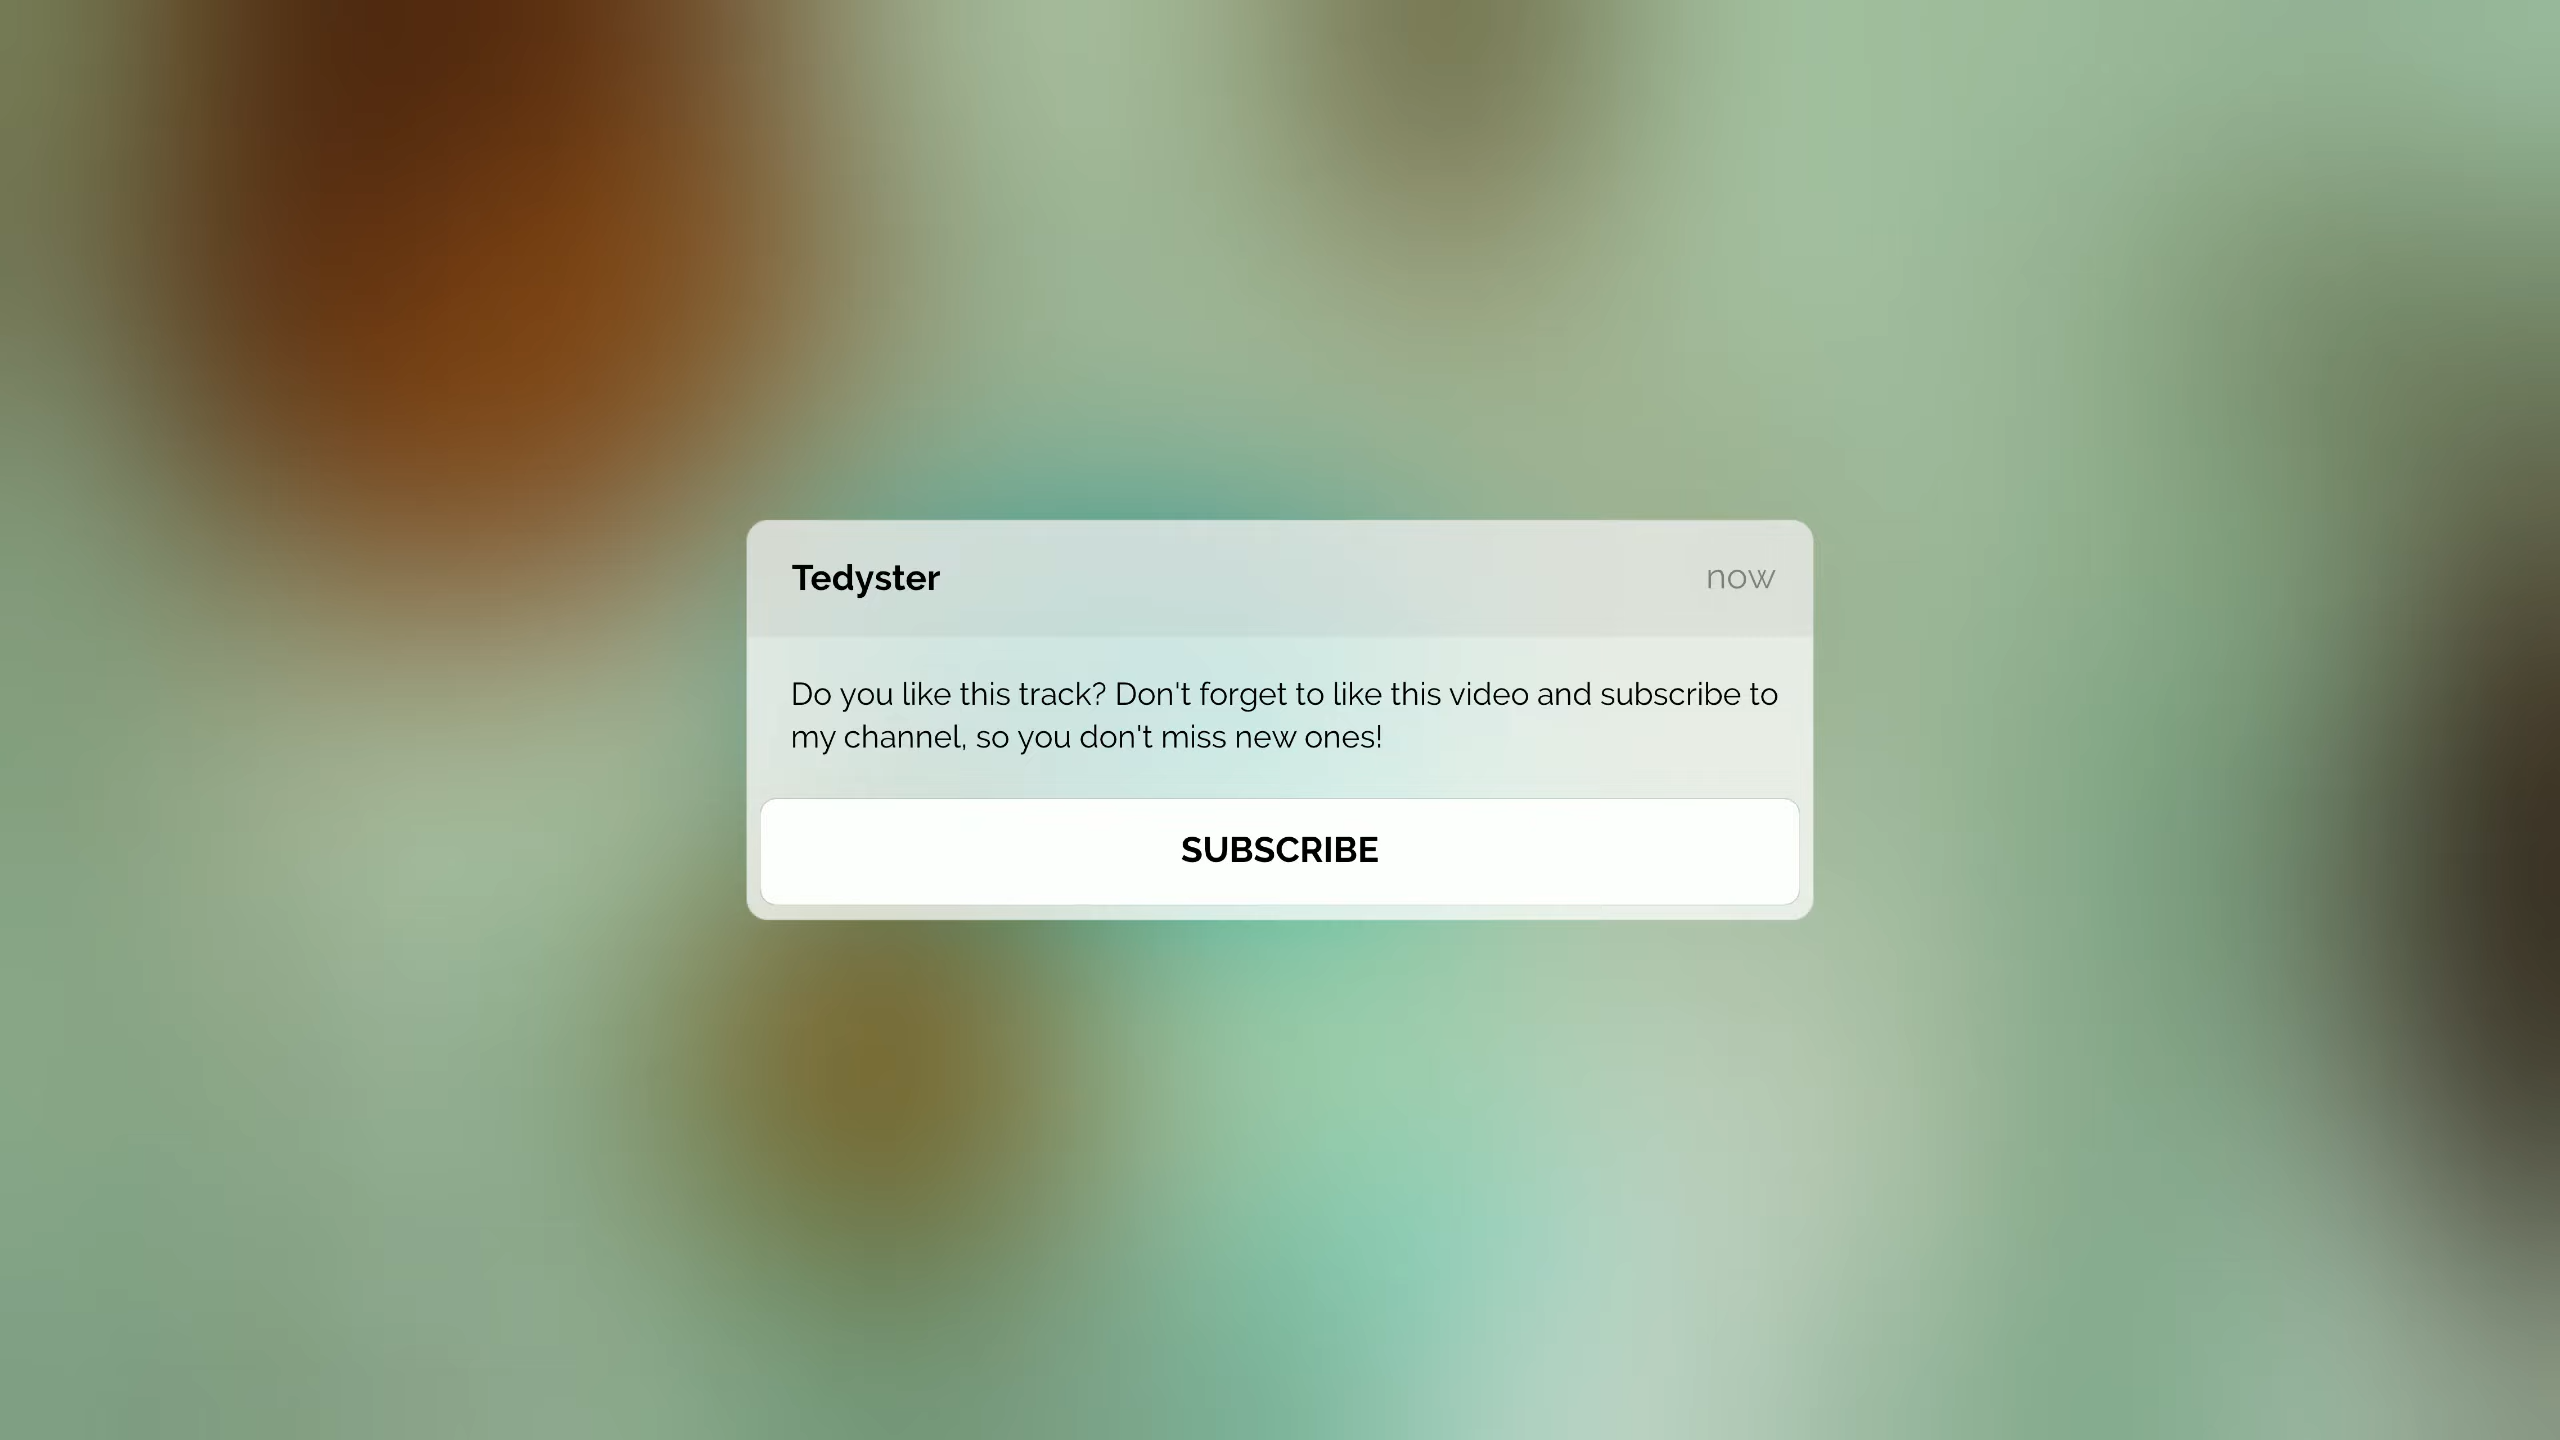 Tedyster
now
Do you like this track? Don't forget to like this video and subscribe to
my channel, so you don't miss new ones!
SUBSCRIBE